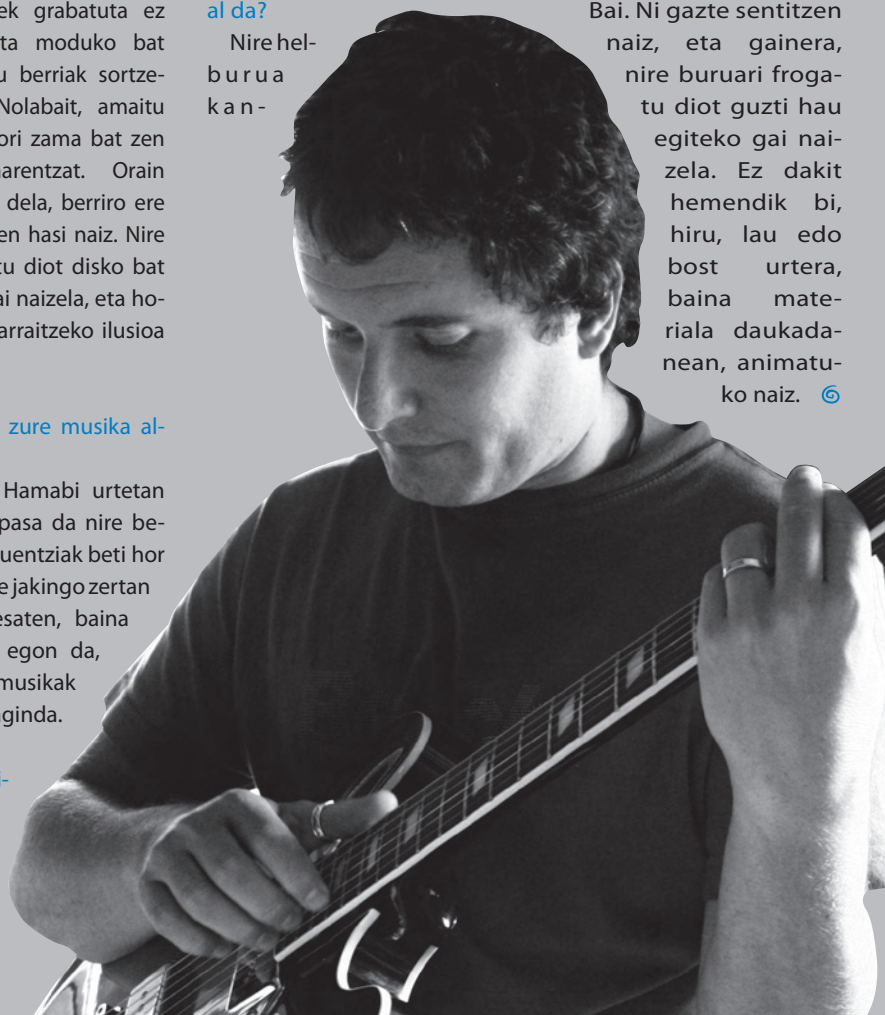 ek grabatuta ez
ta moduko bat
u berriak sortze-
Nolabait, amaitu
ori zama bat zen
arentzat. Orain
dela, berriro ere
en hasi naiz. Nire
tu diot disko bat
ai naizela, eta ho-
arraitzeko ilusioa
zure musika al-
Hamabi urtetan
pasa da nire be-
uentziak beti hor
e jakingo zertan
esaten, baina
egon da,
musikak
ginda.
i-
al da?
Nire hel-
burua
kan-
Bai. Ni gazte sentitzen
naiz, eta gainera,
nire buruari froga-
tu diot guzti hau
egiteko gai nai-
zela. Ez dakit
hemendik bi,
hiru, lau edo
bost urtera,
baina mate-
riala daukada-
nean, animatu-
ko naiz.